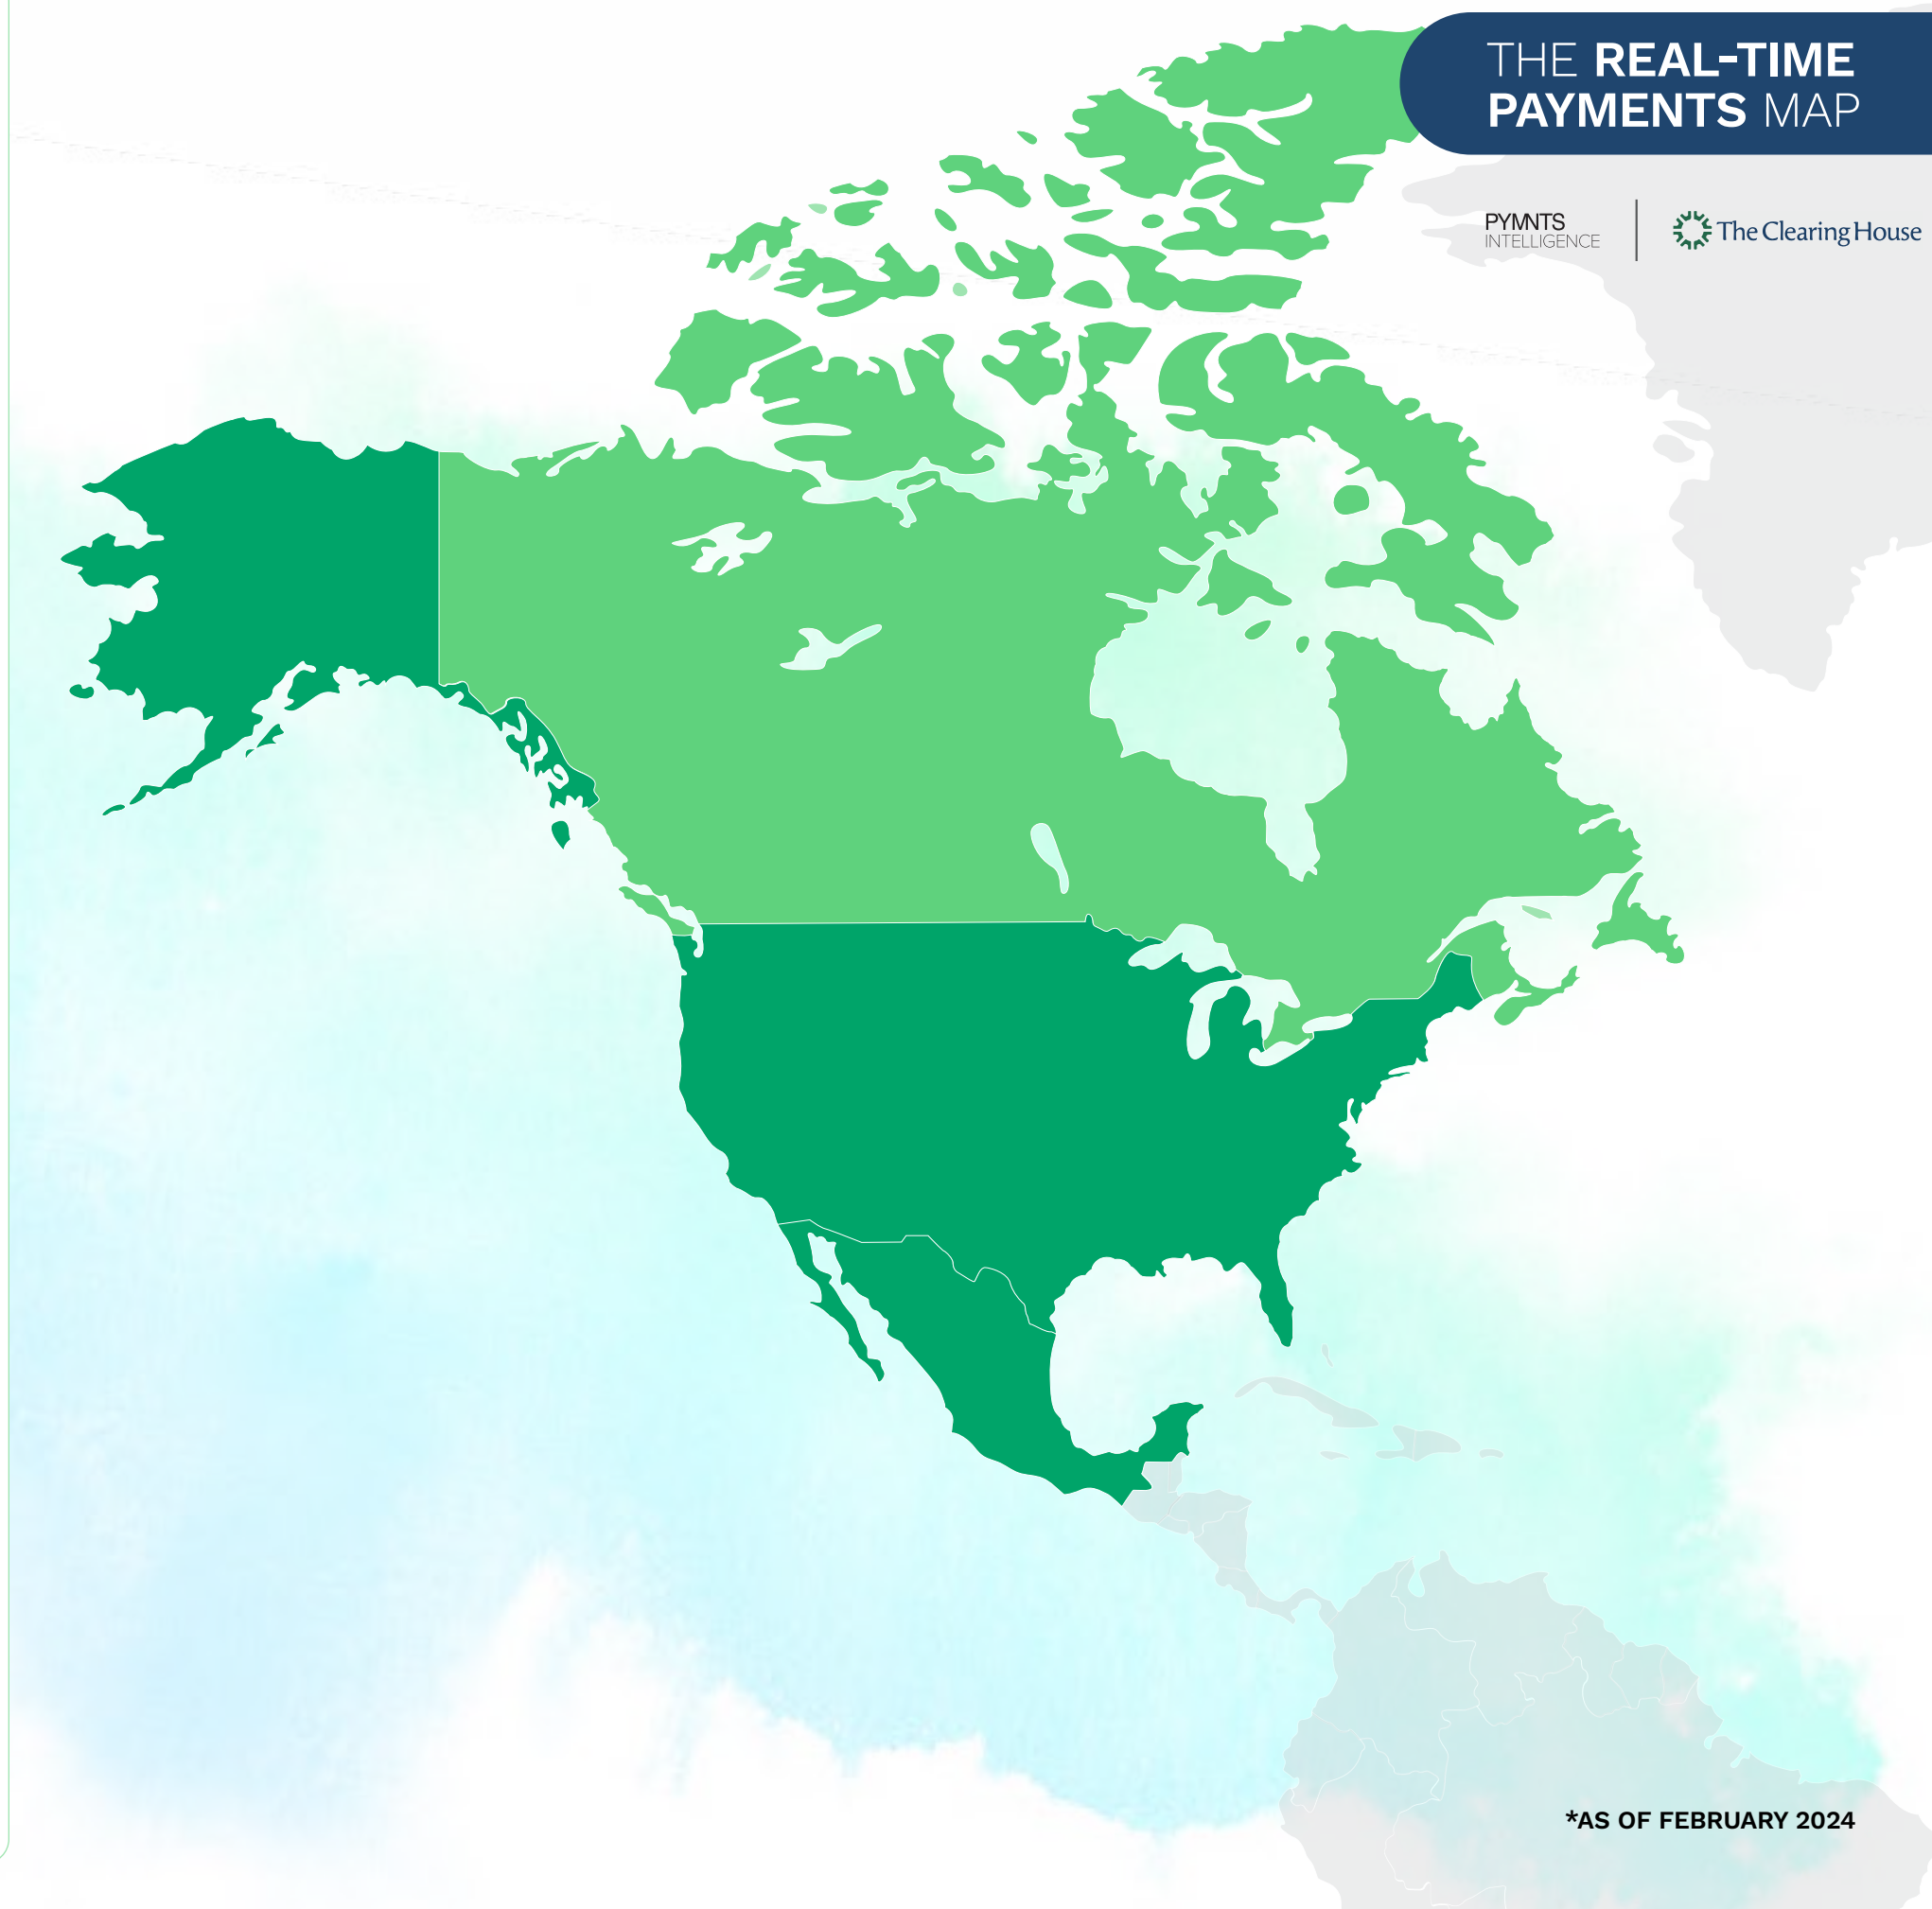 THE REAL-TIME
PAYMENTS MAP
PYMNTS
INTELLIGENCE
The Clearing House
*AS OF FEBRUARY 2024